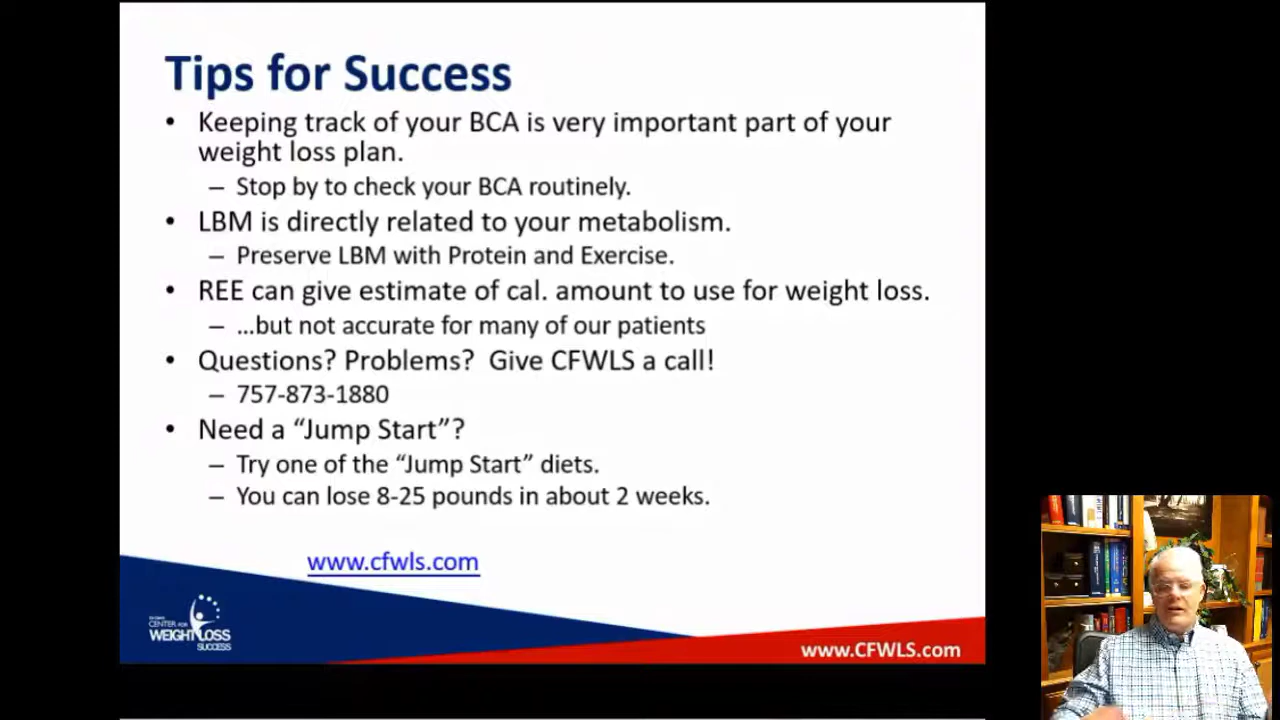 Tips for Success
• Keeping track of your BCA is very important part of your
weight loss plan.
– Stop by to check your BCA routinely.
• LBM is directly related to your metabolism.
– Preserve LBM with Protein and Exercise.
• REE can give estimate of cal. amount to use for weight loss.
– …but not accurate for many of our patients
• Questions? Problems?  Give CFWLS a call!
– 757-873-1880
• Need a “Jump Start”?
– Try one of the “Jump Start” diets.
– You can lose 8-25 pounds in about 2 weeks.
www.cfwls.com
CENTER FOR
WEIGHT LOSS
SUCCESS
www.CFWLS.com